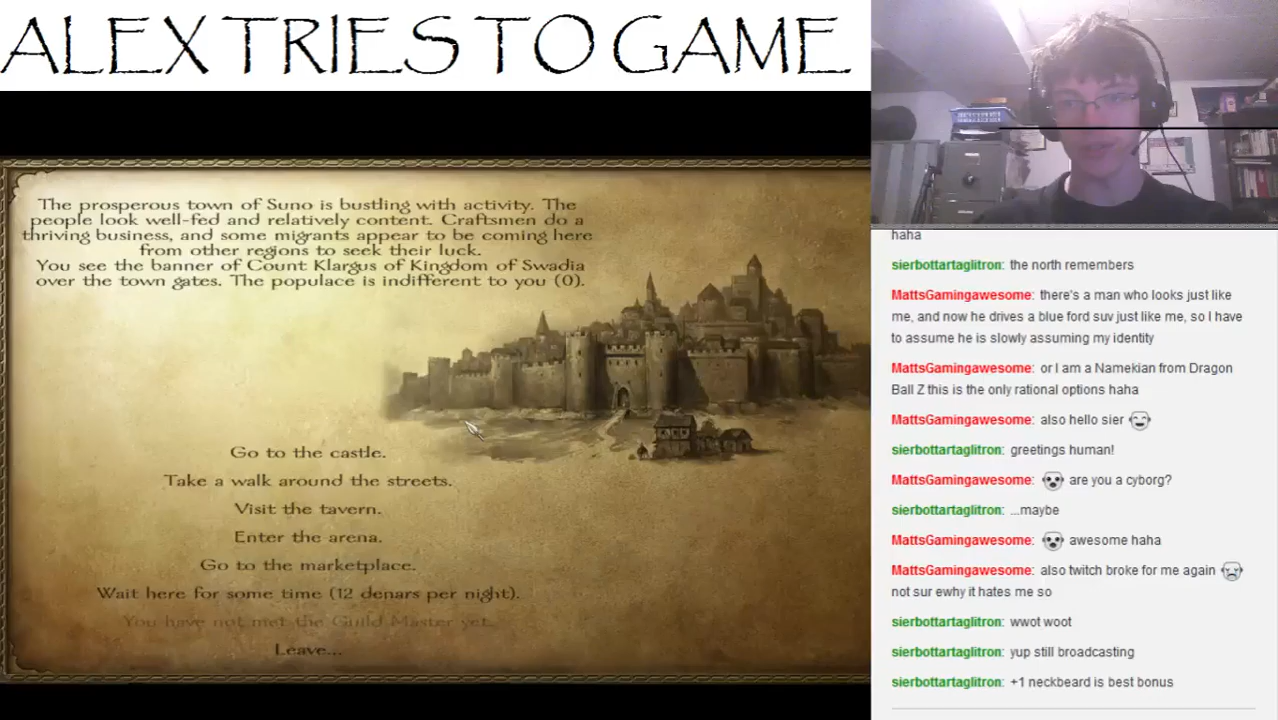 ALEX TRIES TO GAME
The prosperous town of Suno is bustling with activity. The
people look well-fed and relatively content. Craftsmen do a
thriving business, and some migrants appear to be coming here
from other regions to seek their luck.
You see the banner of Count Klargus of Kingdom of Swadia
over the town gates. The populace is indifferent to you (0).
Go to the castle.
Take a walk around the streets.
Visit the tavern.
Enter the arena.
Go to the marketplace.
Wait here for some time (12 denars per night).
You have not met the Guild Master yet.
Leave...
haha
sierbottartaglitron: the north remembers
MattsGamingawesome: there's a man who looks just like
me, and now he drives a blue ford suv just like me, so I have
to assume he is slowly assuming my identity
MattsGamingawesome: or I am a Namekian from Dragon
Ball Z this is the only rational options haha
MattsGamingawesome: also hello sier
sierbottartaglitron: greetings human!
MattsGamingawesome: are you a cyborg?
sierbottartaglitron: ...maybe
MattsGamingawesome: awesome haha
MattsGamingawesome: also twitch broke for me again
not sur ewhy it hates me so
sierbottartaglitron: wwot woot
sierbottartaglitron: yup still broadcasting
sierbottartaglitron: +1 neckbeard is best bonus